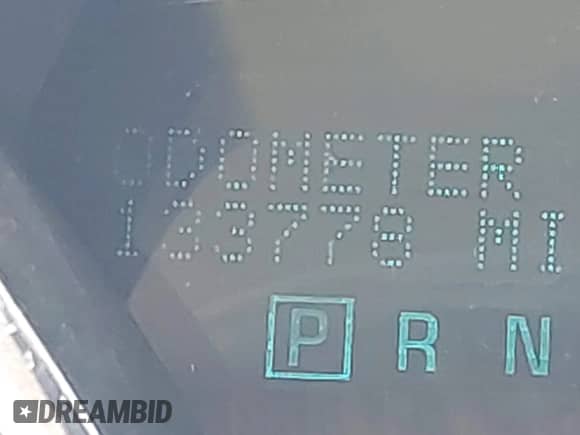 ODOMETER
133778 MI
P R N
DREAMBID